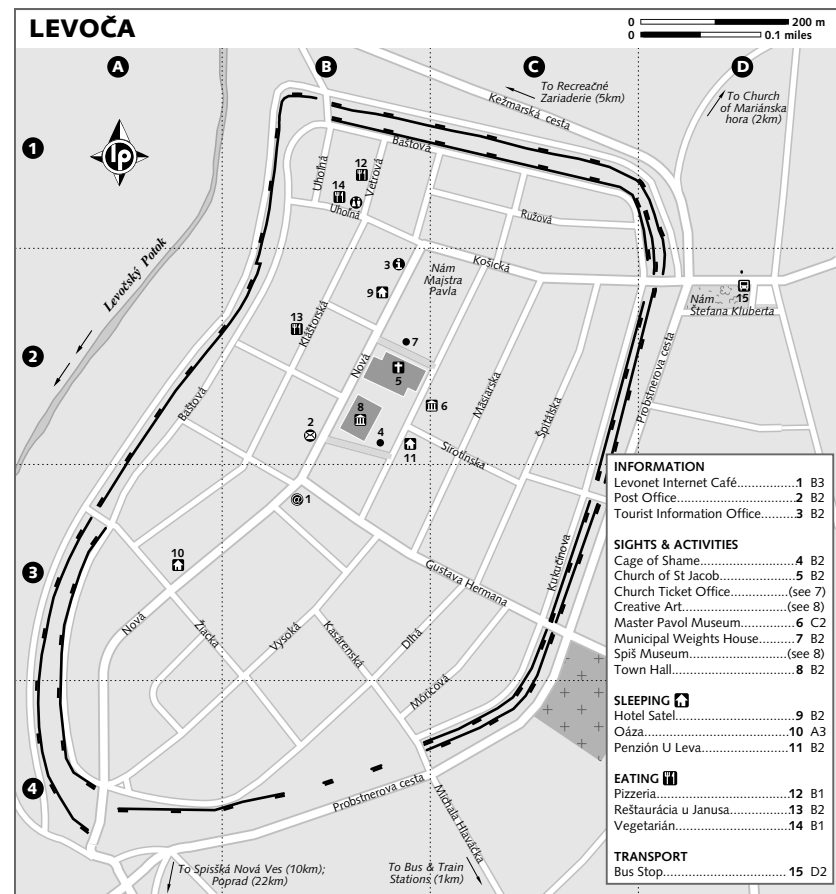 LEVOČA
0 200 m
0 0.1 miles
A
B
C
D
To Recreačné
Zariaderie (5km)
Kežmarská cesta
To Church
of Mariánska
hora (2km)
1
lp
Baštová
12
Uhoľná
Vetrová
14
Uhoľná
Ružová
Levočský Potok
3
Nám
Majstra
Pavla
Košická
9
15
Nám
Štefana Kluberta
13
Kláštorská
7
2
Nová
5
Baštová
8
6
Mäsiarska
Špitálska
Probstnerova cesta
2
4
11
Sirotínska
@ 1
10
3
Gustava Hermana
Kukučínova
Nová
Žiacka
Vysoká
Kasárenská
Dlhá
Môricová
4
Probstnerova cesta
Michala Hlaváčka
To Spišská Nová Ves (10km);
Poprad (22km)
To Bus & Train
Stations (1km)
INFORMATION
Levonet Internet Café..............1 B3
Post Office..............2 B2
Tourist Information Office.........3 B2
SIGHTS & ACTIVITIES
Cage of Shame..............4 B2
Church of St Jacob..............5 B2
Church Ticket Office..............(see 7)
Creative Art..............(see 8)
Master Pavol Museum..............6 C2
Municipal Weights House.........7 B2
Spiš Museum..............(see 8)
Town Hall..............8 B2
SLEEPING
Hotel Satel..............9 B2
Oáza..............10 A3
Penzión U Leva..............11 B2
EATING
Pizzeria..............12 B1
Reštaurácia u Janusa..............13 B2
Vegetarián..............14 B1
TRANSPORT
Bus Stop..............15 D2